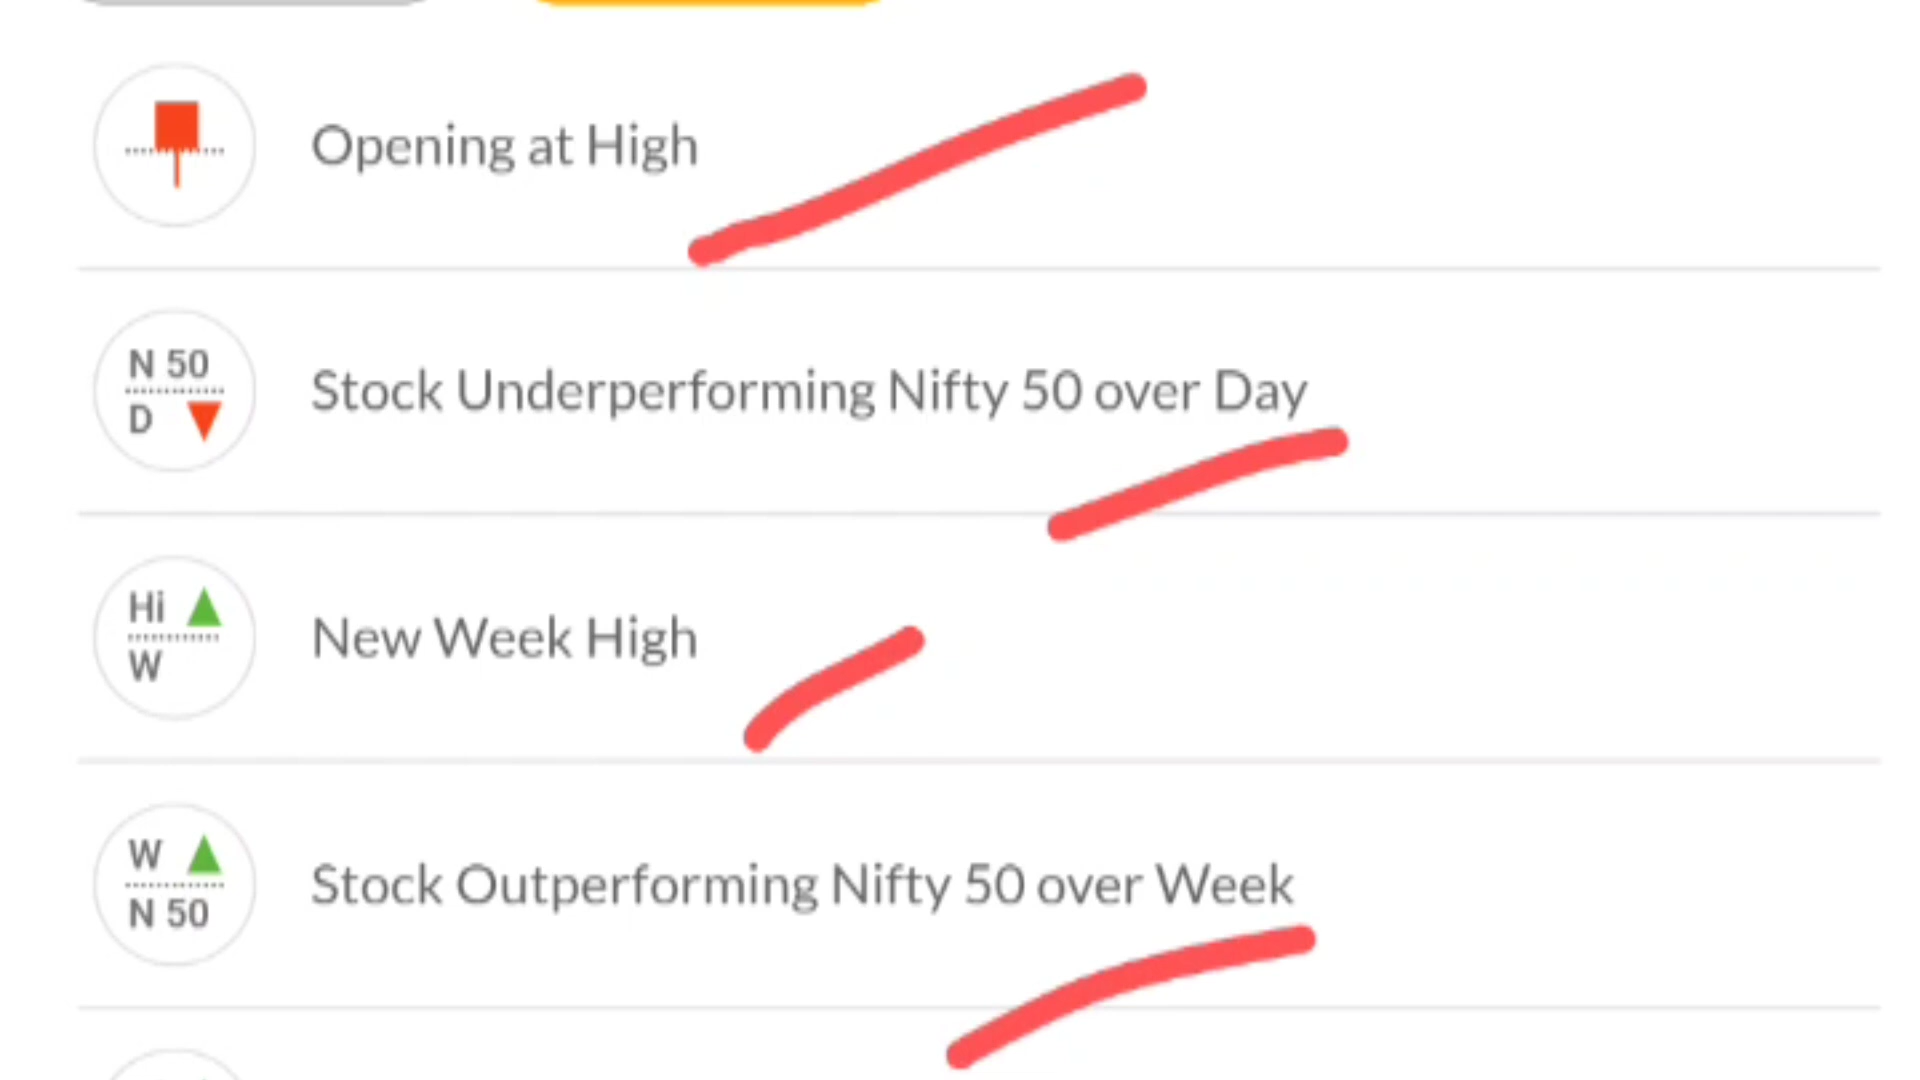 Opening at High
N 50
D
Stock Underperforming Nifty 50 over Day
Hi
W
New Week High
W
N 50
Stock Outperforming Nifty 50 over Week